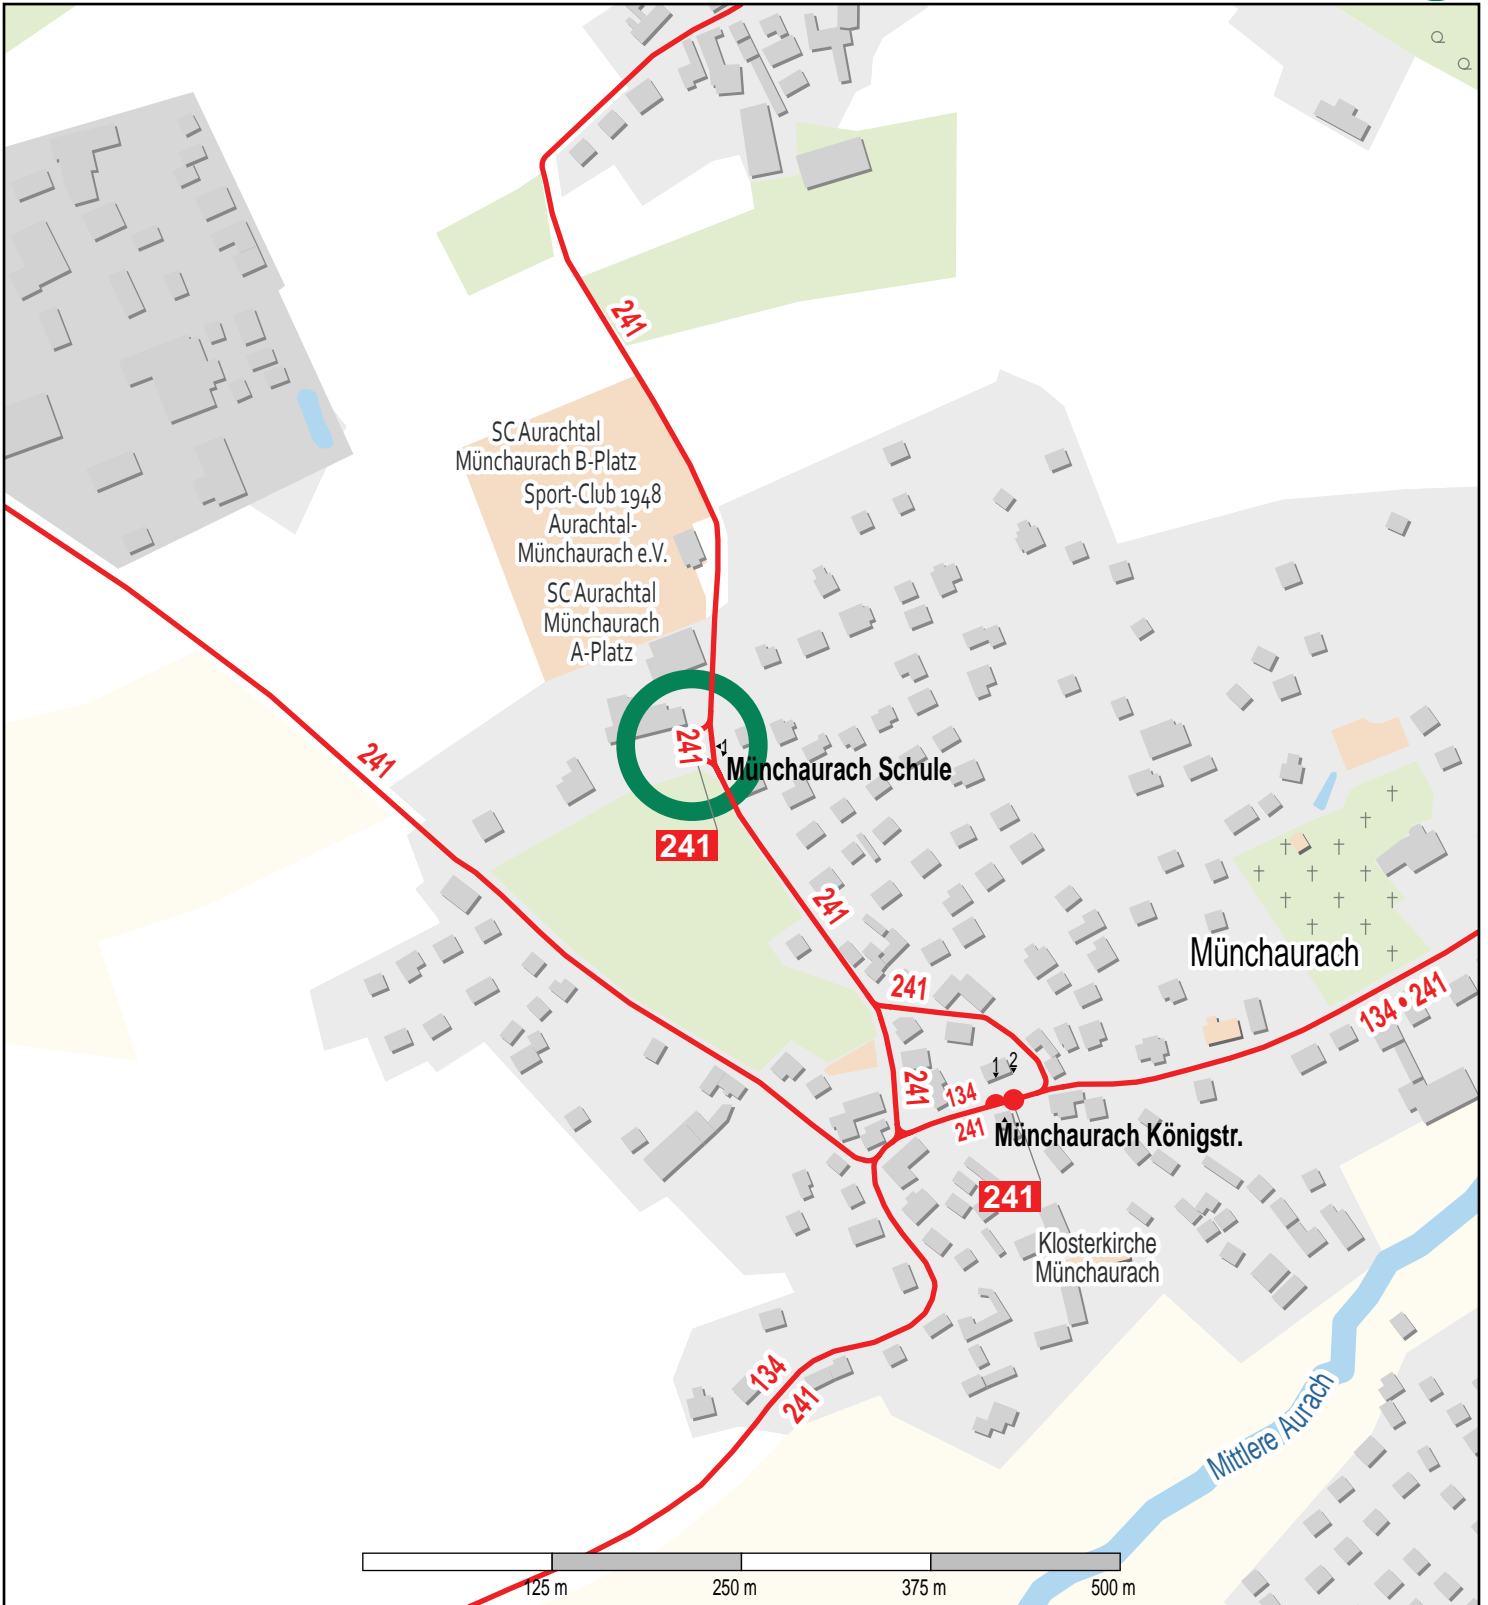 241
SC Aurachtal
Münchaurach B-Platz
Sport-Club 1948
Aurachtal-
Münchaurach e.V.
SC Aurachtal
Münchaurach
A-Platz
241
241
1
Münchaurach Schule
241
241
Münchaurach
241
134 • 241
1 2
241
134
241
Münchaurach Königstr.
241
Klosterkirche
Münchaurach
134
241
Mittlere Aurach
125 m
250 m
375 m
500 m